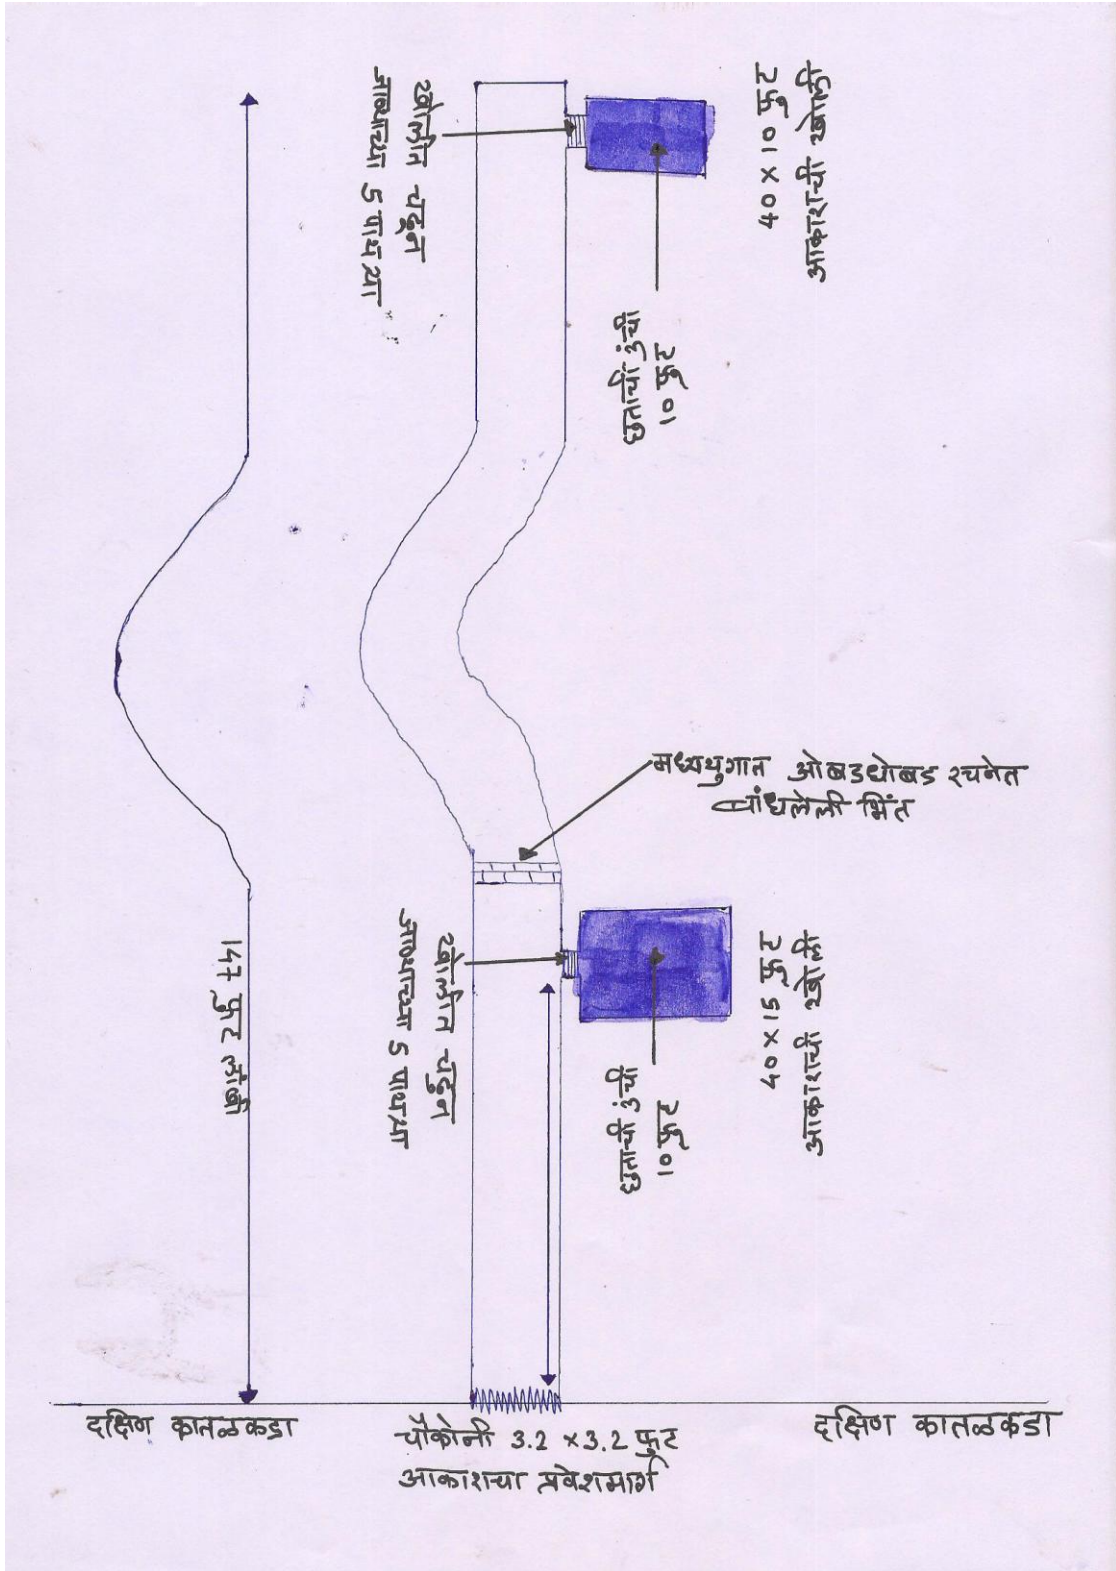 खोलीत चढून
जाण्याच्या 5 पायऱ्या
40 × 10 फुट
आकाराची खोली
छताची उंची
10 फुट
मध्ययुगात ओबडधोबड रचनेत
बांधलेली भिंत
147 फुट लांबी
खोलीत चढून
जाण्याच्या 5 पायऱ्या
40 × 15 फुट
आकाराची खोली
छताची उंची
10 फुट
दक्षिण कातळकडा
चौकोनी 3.2 × 3.2 फुट
आकाराचा प्रवेशमार्ग
दक्षिण कातळकडा